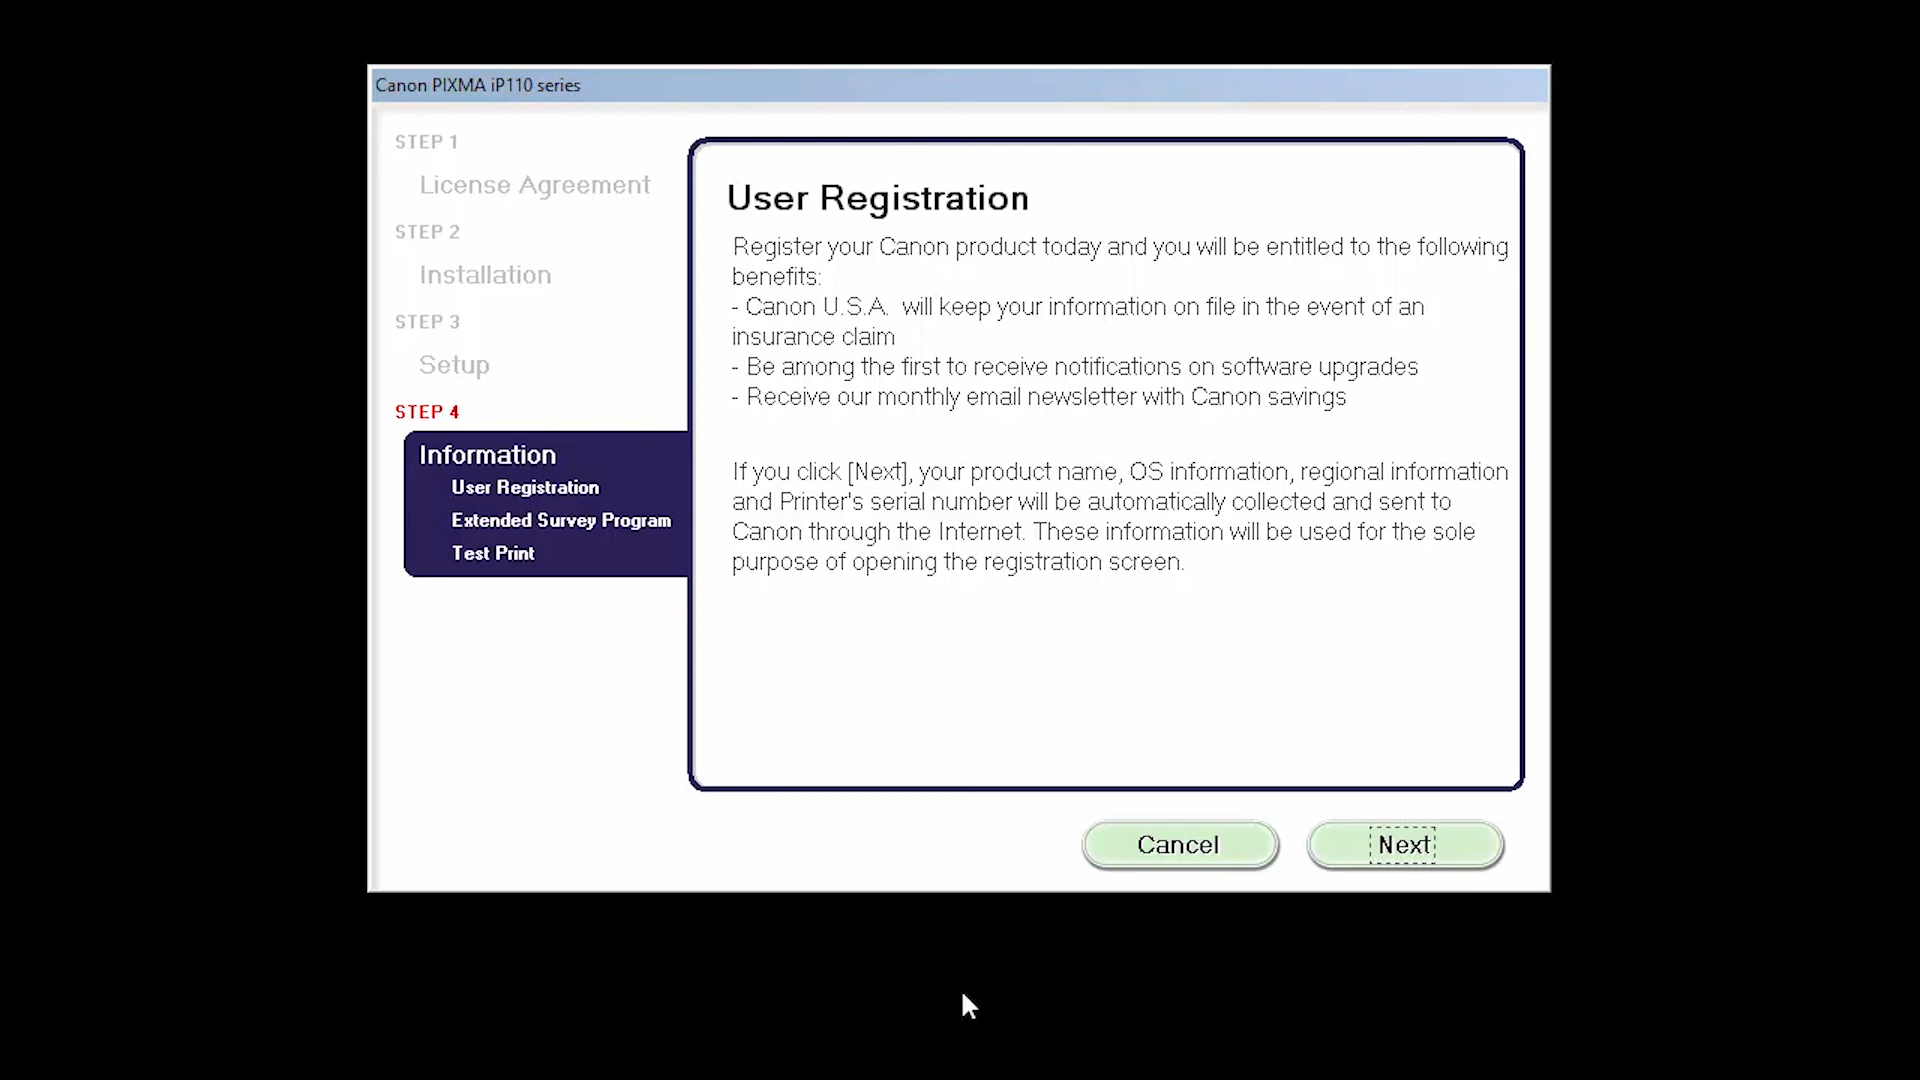 Canon PIXMA iP110 series
STEP 1
License Agreement
STEP 2
Installation
STEP 3
Setup
STEP 4
Information
User Registration
Extended Survey Program
Test Print
User Registration
Register your Canon product today and you will be entitled to the following
benefits:
- Canon U.S.A.  will keep your information on file in the event of an
insurance claim
- Be among the first to receive notifications on software upgrades
- Receive our monthly email newsletter with Canon savings
If you click [Next], your product name, OS information, regional information
and Printer's serial number will be automatically collected and sent to
Canon through the Internet. These information will be used for the sole
purpose of opening the registration screen.
Cancel
Next